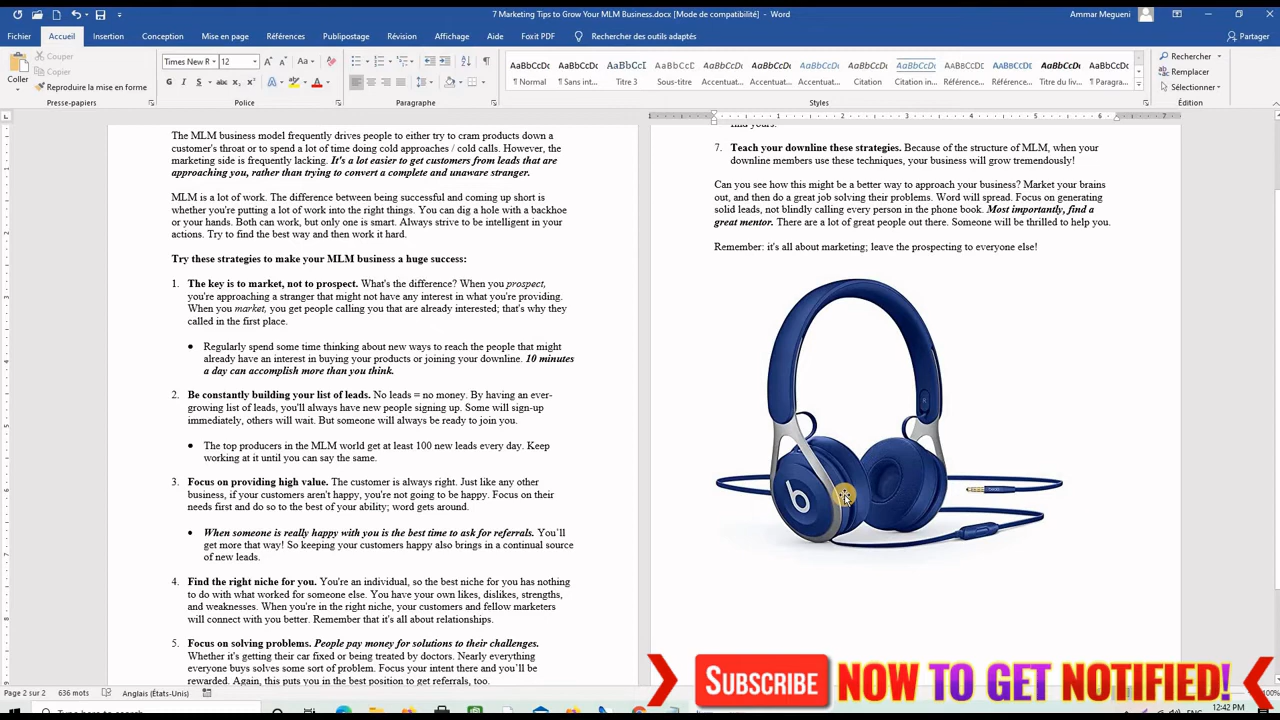 7 Marketing Tips to Grow Your MLM Business.docx [Mode de compatibilité] - Word
Ammar Megueni
Fichier Accueil Insertion Conception Mise en page Références Publipostage Révision Affichage Aide Foxit PDF Rechercher des outils adaptés Partager
Coller
Couper
Copier
Reproduire la mise en forme
Presse-papiers
Times New R 12
Police
Paragraphe
AaBbCcDc AaBbCcDc AaBbCcD AaBbCcDc AaBbCcDc AaBbCcDc AaBbCcDc AaBbCcDc AaBbCcDc AABBCCDD AABBCCDC AaBbCcDc AaBbCcDc
¶ Normal ¶ Sans int... Titre 3 Sous-titre Accentuat... Accentuat... Accentuat... Citation Citation in... Référence... Référence... Titre du liv... ¶ Paragra...
Styles
Rechercher
Remplacer
Sélectionner
Édition
The MLM business model frequently drives people to either try to cram products down a
customer's throat or to spend a lot of time doing cold approaches / cold calls. However, the
marketing side is frequently lacking. It's a lot easier to get customers from leads that are
approaching you, rather than trying to convert a complete and unaware stranger.
MLM is a lot of work. The difference between being successful and coming up short is
whether you're putting a lot of work into the right things. You can dig a hole with a backhoe
or your hands. Both can work, but only one is smart. Always strive to be intelligent in your
actions. Try to find the best way and then work it hard.
Try these strategies to make your MLM business a huge success:
1. The key is to market, not to prospect. What's the difference? When you prospect,
you're approaching a stranger that might not have any interest in what you're providing.
When you market, you get people calling you that are already interested; that's why they
called in the first place.
• Regularly spend some time thinking about new ways to reach the people that might
already have an interest in buying your products or joining your downline. 10 minutes
a day can accomplish more than you think.
2. Be constantly building your list of leads. No leads = no money. By having an ever-
growing list of leads, you'll always have new people signing up. Some will sign-up
immediately, others will wait. But someone will always be ready to join you.
• The top producers in the MLM world get at least 100 new leads every day. Keep
working at it until you can say the same.
3. Focus on providing high value. The customer is always right. Just like any other
business, if your customers aren't happy, you're not going to be happy. Focus on their
needs first and do so to the best of your ability; word gets around.
• When someone is really happy with you is the best time to ask for referrals. You'll
get more that way! So keeping your customers happy also brings in a continual source
of new leads.
4. Find the right niche for you. You're an individual, so the best niche for you has nothing
to do with what worked for someone else. You have your own likes, dislikes, strengths,
and weaknesses. When you're in the right niche, your customers and fellow marketers
will connect with you better. Remember that it's all about relationships.
5. Focus on solving problems. People pay money for solutions to their challenges.
Whether it's getting their car fixed or being treated by doctors. Nearly everything
everyone buys solves some sort of problem. Focus your intent there and you'll be
rewarded. Again, this puts you in the best position to get referrals, too.
find yours.
7. Teach your downline these strategies. Because of the structure of MLM, when your
downline members use these techniques, your business will grow tremendously!
Can you see how this might be a better way to approach your business? Market your brains
out, and then do a great job solving their problems. Word will spread. Focus on generating
solid leads, not blindly calling every person in the phone book. Most importantly, find a
great mentor. There are a lot of great people out there. Someone will be thrilled to help you.
Remember: it's all about marketing; leave the prospecting to everyone else!
SUBSCRIBE NOW TO GET NOTIFIED!
Page 2 sur 2 636 mots Anglais (États-Unis) 100%
Type here to search
ENG
12:42 PM